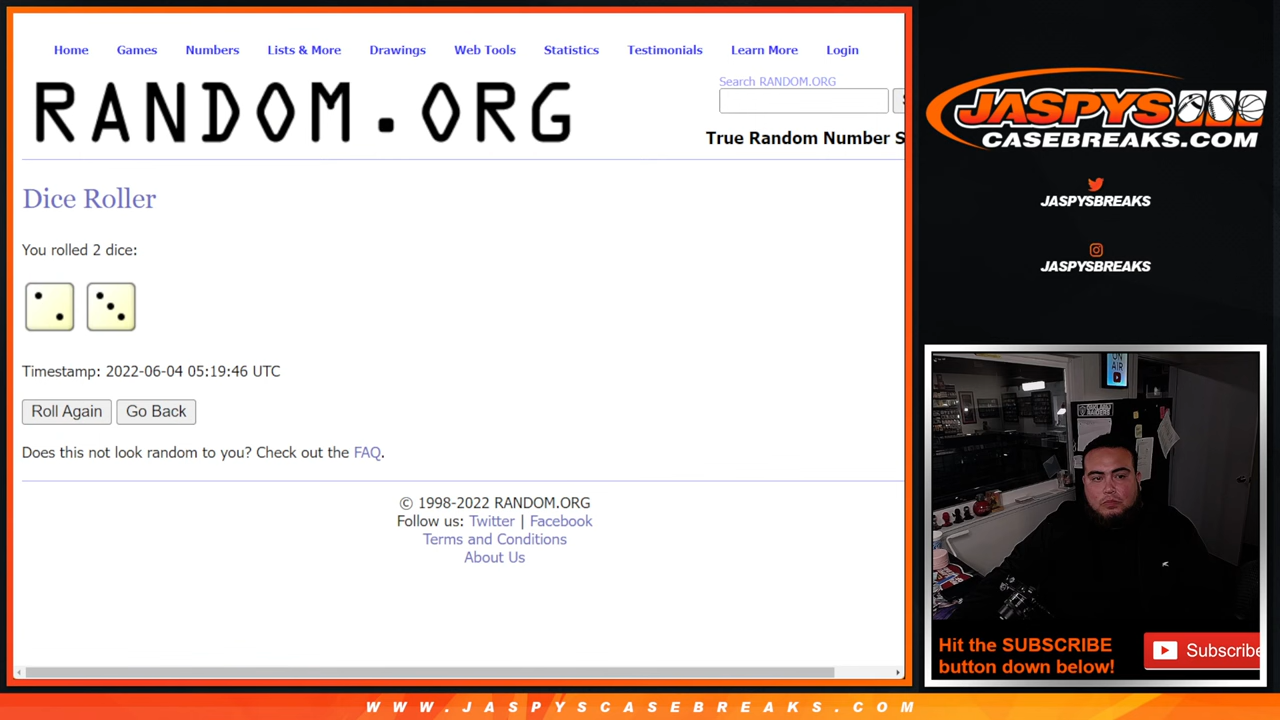 Home Games Numbers Lists & More Drawings Web Tools Statistics Testimonials Learn More Login
RANDOM.ORG
Search RANDOM.ORG
True Random Number S
Dice Roller
You rolled 2 dice:
Timestamp: 2022-06-04 05:19:46 UTC
Roll Again Go Back
Does this not look random to you? Check out the FAQ.
© 1998-2022 RANDOM.ORG
Follow us: Twitter | Facebook
Terms and Conditions
About Us
JASPYS
CASEBREAKS.COM
JASPYSBREAKS
JASPYSBREAKS
ON
AIR
OAKLAND
RAIDERS
Hit the SUBSCRIBE
button down below!
Subscribe
WWW.JASPYSCASEBREAKS.COM